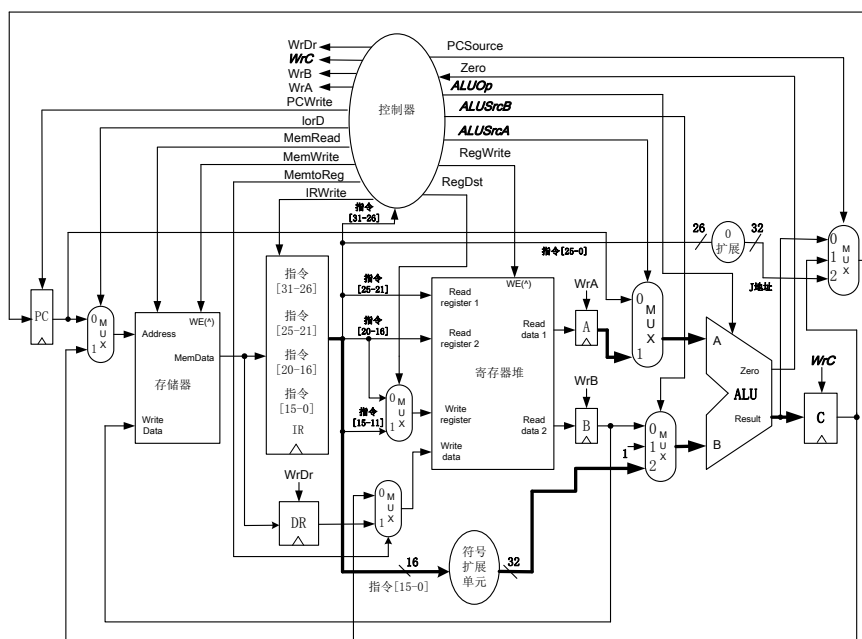 WrDr
WrC
WrB
WrA
PCWrite
IorD
MemRead
MemWrite
MemtoReg
IRWrite
控制器
PCSource
Zero
ALUOp
ALUSrcB
ALUSrcA
RegWrite
RegDst
指令
[31-26]
指令[25-0]
26
0
扩展
32
J地址
0
1
2
MUX
PC
0
1
MUX
WE(^)
Address
MemData
存储器
Write
Data
指令
[31-26]
指令
[25-21]
指令
[20-16]
指令
[15-0]
IR
指令
[25-21]
指令
[20-16]
指令
[15-11]
0
1
MUX
WE(^)
Read
register 1
Read
register 2
寄存器堆
Write
register
Write
data
Read
data 1
Read
data 2
WrA
A
WrB
B
0
1
MUX
0
1
2
MUX
1
A
B
Zero
ALU
Result
WrC
C
WrDr
DR
0
1
MUX
16
指令[15-0]
符号
扩展
单元
32